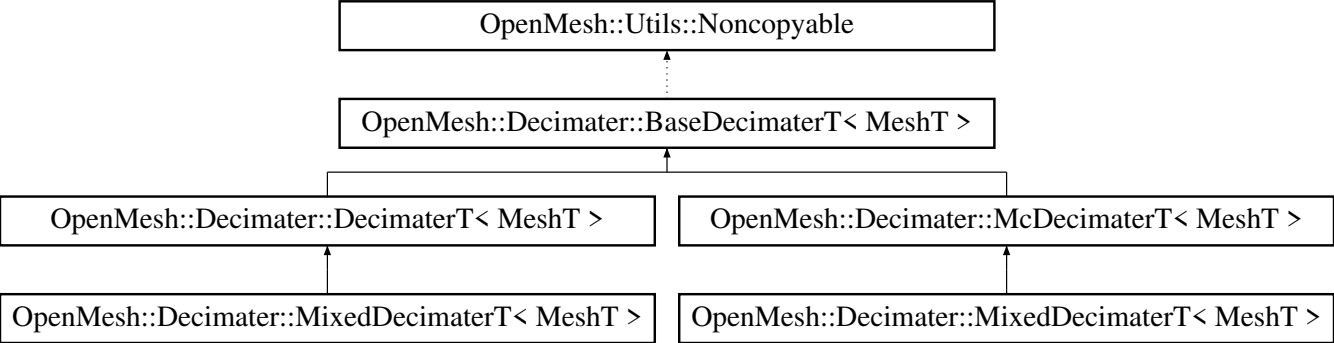 OpenMesh::Utils::Noncopyable
OpenMesh::Decimater::BaseDecimaterT< MeshT >
OpenMesh::Decimater::DecimaterT< MeshT >
OpenMesh::Decimater::McDecimaterT< MeshT >
OpenMesh::Decimater::MixedDecimaterT< MeshT >
OpenMesh::Decimater::MixedDecimaterT< MeshT >